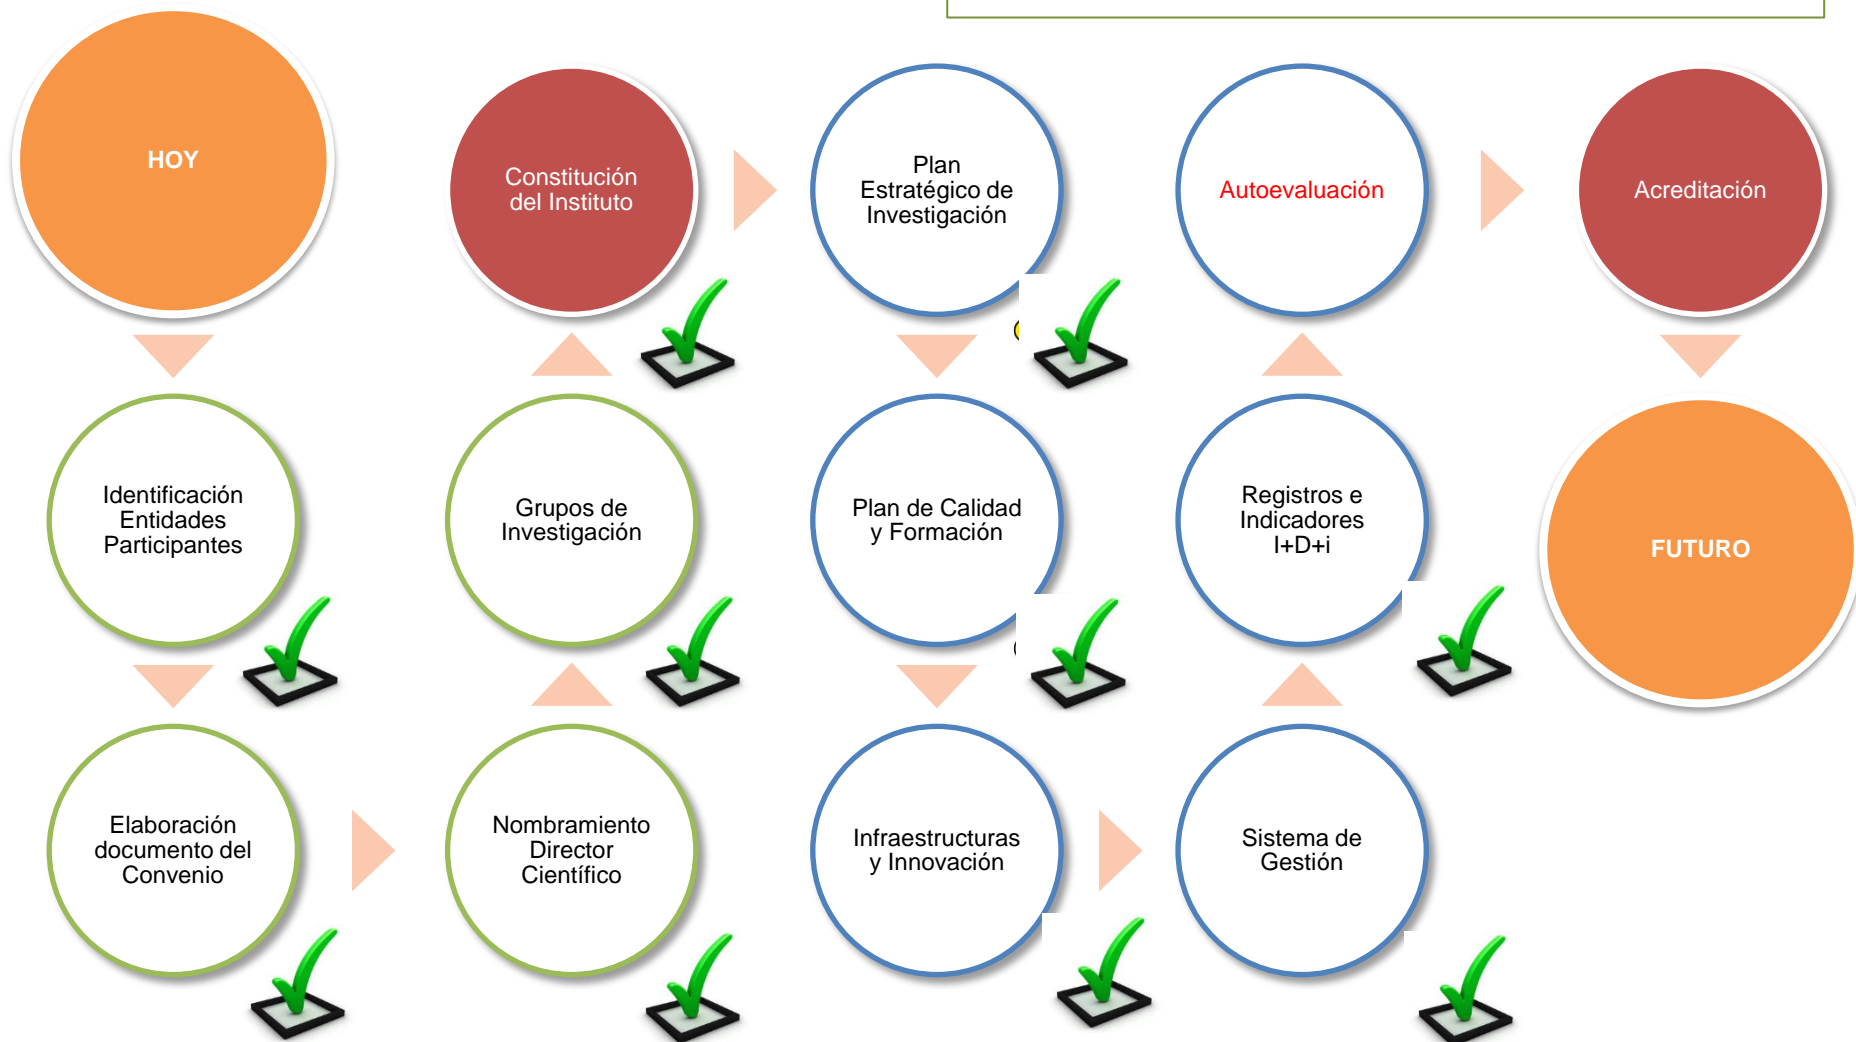 HOY
Identificación
Entidades
Participantes
Elaboración
documento del
Convenio
Nombramiento
Director
Científico
Grupos de
Investigación
Constitución
del Instituto
Plan
Estratégico de
Investigación
Plan de Calidad
y Formación
Infraestructuras
y Innovación
Sistema de
Gestión
Registros e
Indicadores
I+D+i
Autoevaluación
Acreditación
FUTURO